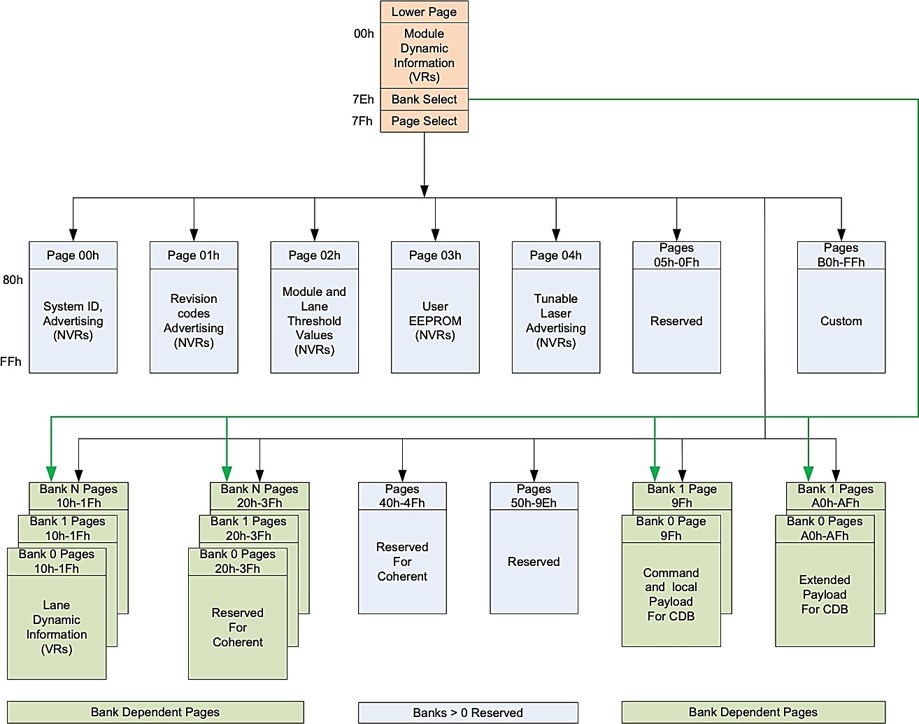 Lower Page
00h
Module
Dynamic
Information
(VRs)
7Eh
Bank Select
7Fh
Page Select
Page 00h
Page 01h
Page 02h
Page 03h
Page 04h
Pages
05h-0Fh
Pages
B0h-FFh
80h
FFh
System ID,
Advertising
(NVRs)
Revision
codes
Advertising
(NVRs)
Module and
Lane
Threshold
Values
(NVRs)
User
EEPROM
(NVRs)
Tunable
Laser
Advertising
(NVRs)
Reserved
Custom
Bank N Pages
10h-1Fh
Bank 1 Pages
10h-1Fh
Bank 0 Pages
10h-1Fh
Lane
Dynamic
Information
(VRs)
Bank N Pages
20h-3Fh
Bank 1 Pages
20h-3Fh
Bank 0 Pages
20h-3Fh
Reserved
For
Coherent
Pages
40h-4Fh
Reserved
For
Coherent
Pages
50h-9Eh
Reserved
Bank 1 Page
9Fh
Bank 0 Page
9Fh
Command
and local
Payload
For CDB
Bank 1 Pages
A0h-AFh
Bank 0 Pages
A0h-AFh
Extended
Payload
For CDB
Bank Dependent Pages
Banks > 0 Reserved
Bank Dependent Pages